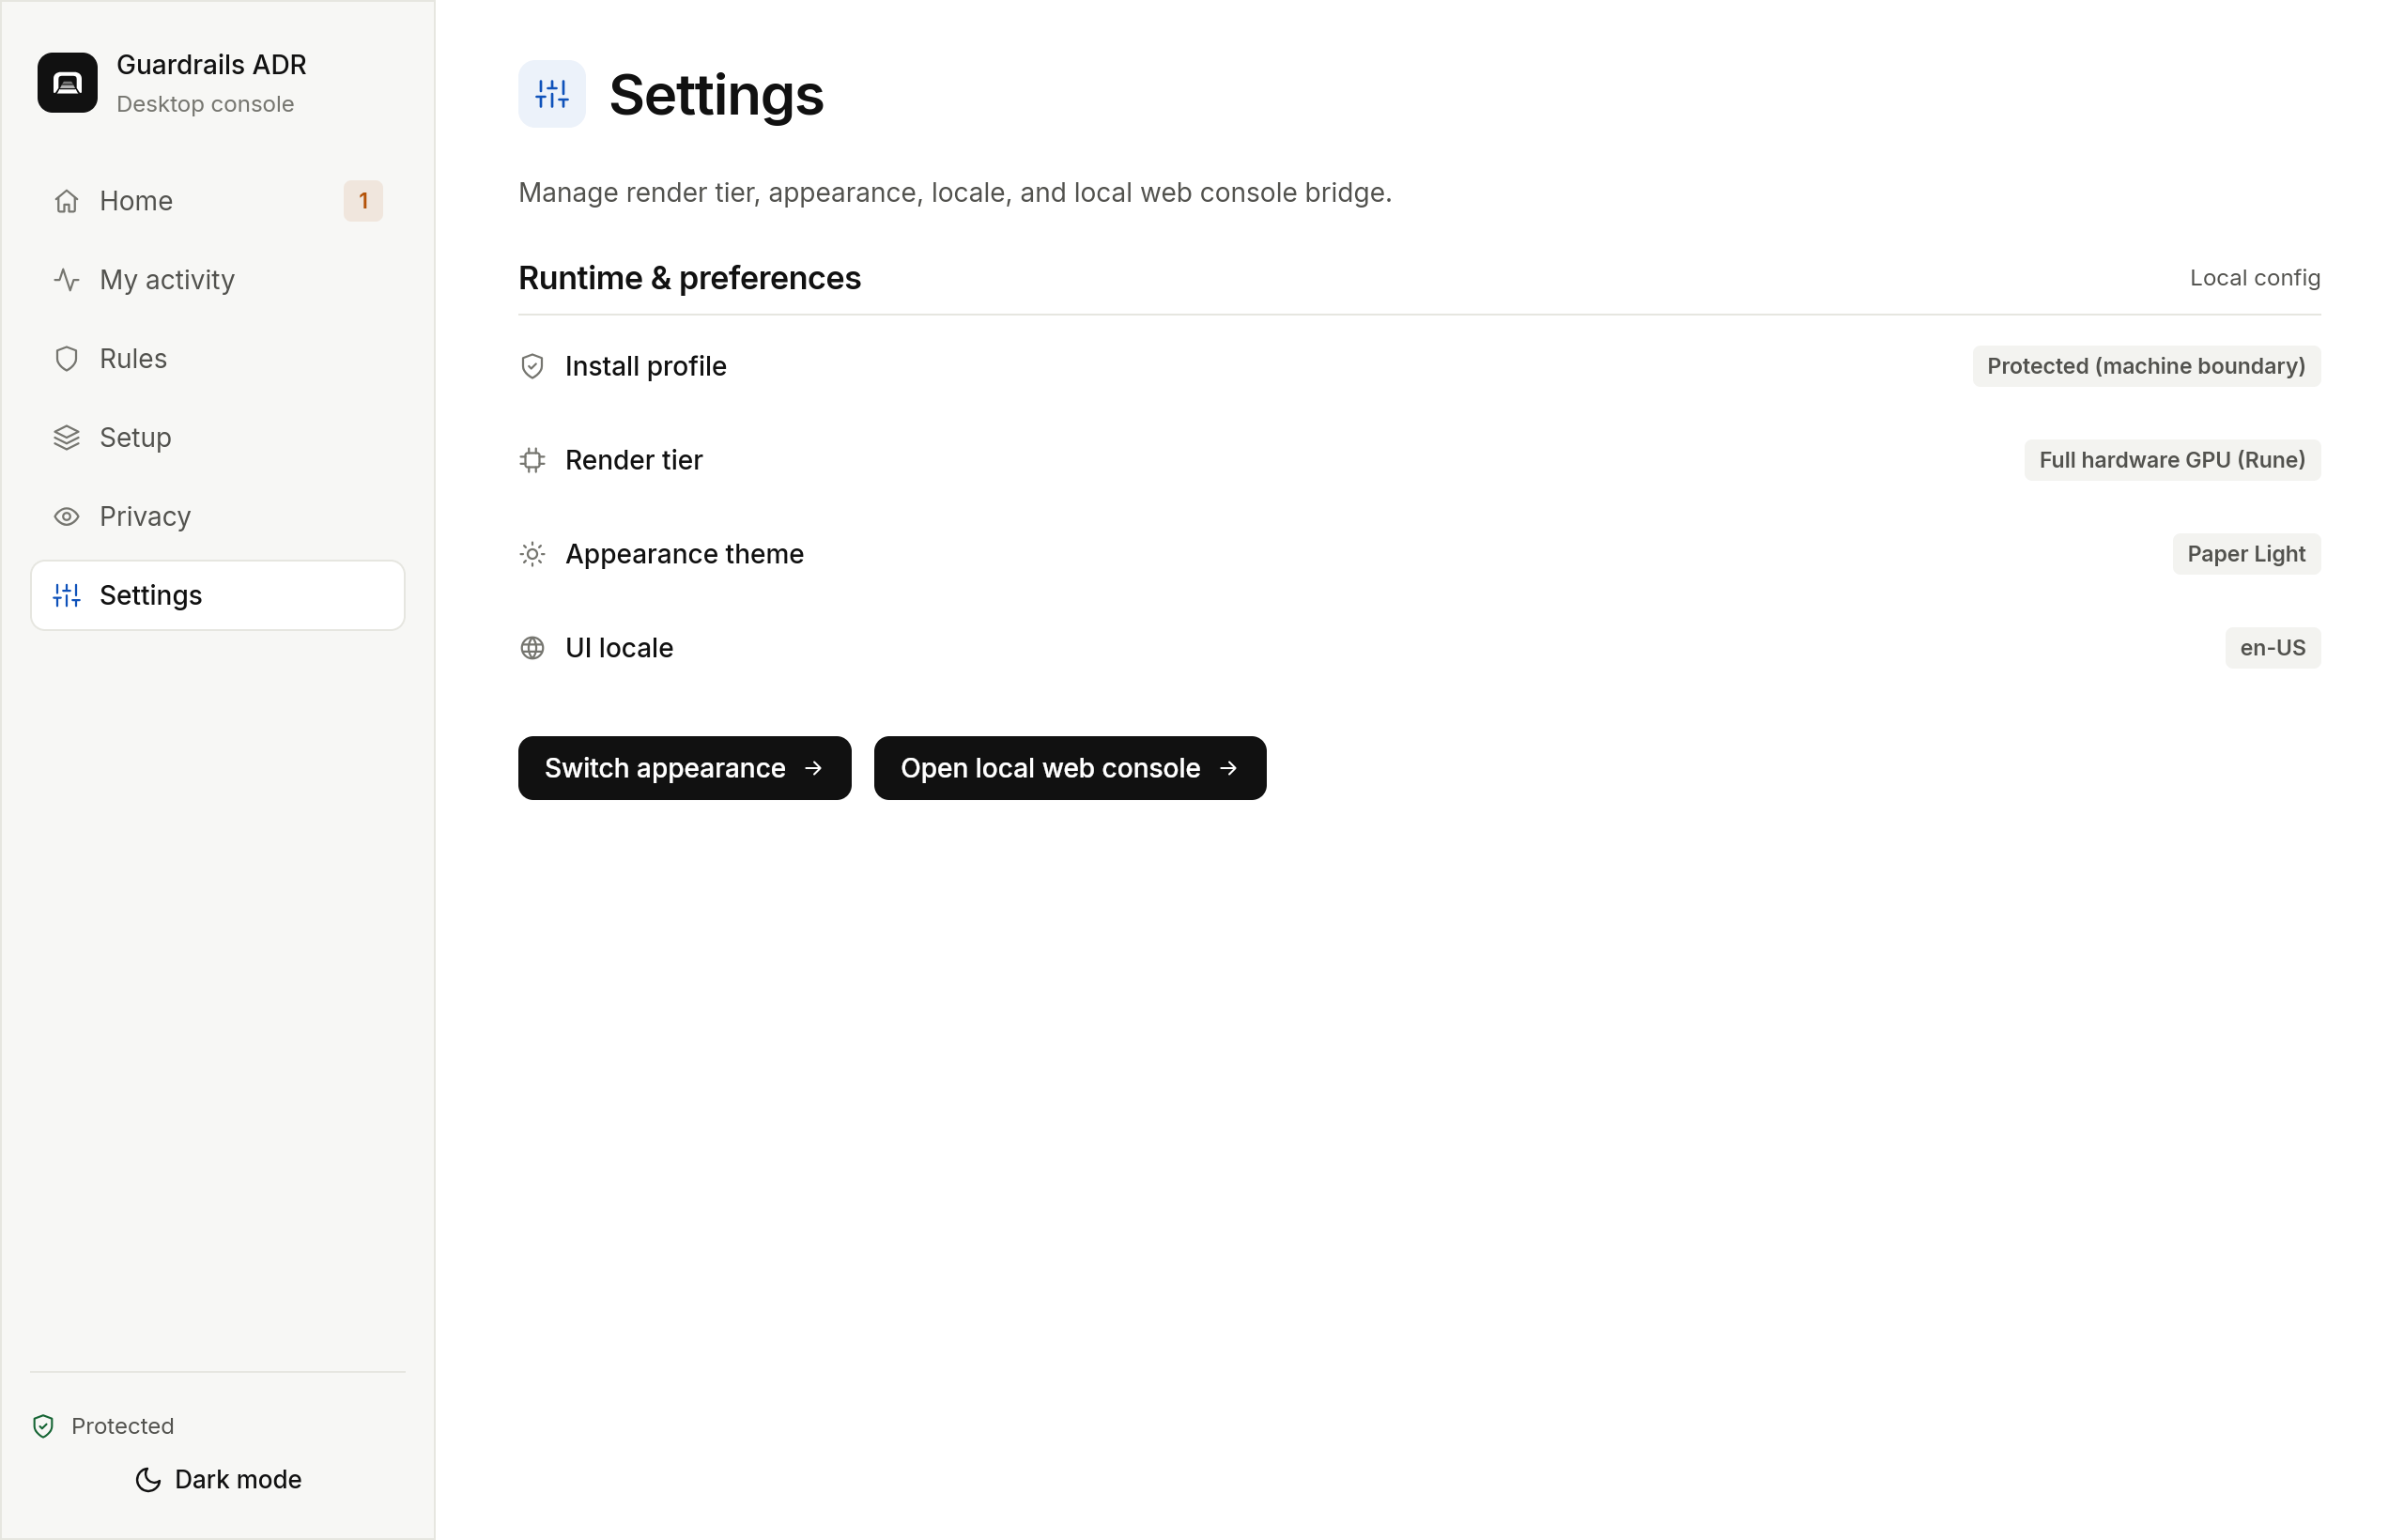 Guardrails ADR
Desktop console
Home 1
My activity
Rules
Setup
Privacy
Settings
Protected
Dark mode
Settings
Manage render tier, appearance, locale, and local web console bridge.
Runtime & preferences Local config
Install profile Protected (machine boundary)
Render tier Full hardware GPU (Rune)
Appearance theme Paper Light
UI locale en-US
Switch appearance → Open local web console →